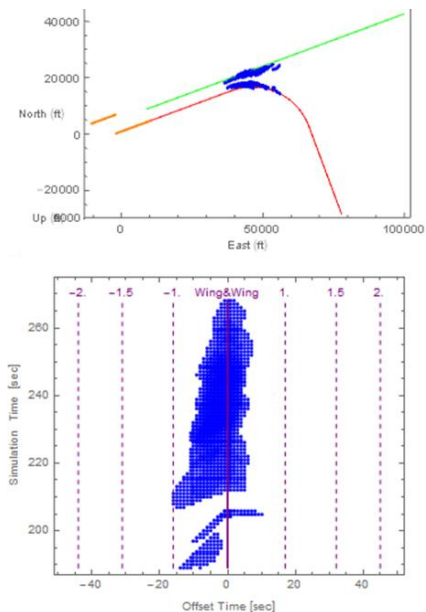 40000
20000
North (ft)
0
-20000
Up (ft)
0 50000 100000
East (ft)
-2. -1.5 -1. Wing&Wing 1. 1.5 2.
260
240
220
200
Simulation Time [sec]
-40 -20 0 20 40
Offset Time [sec]